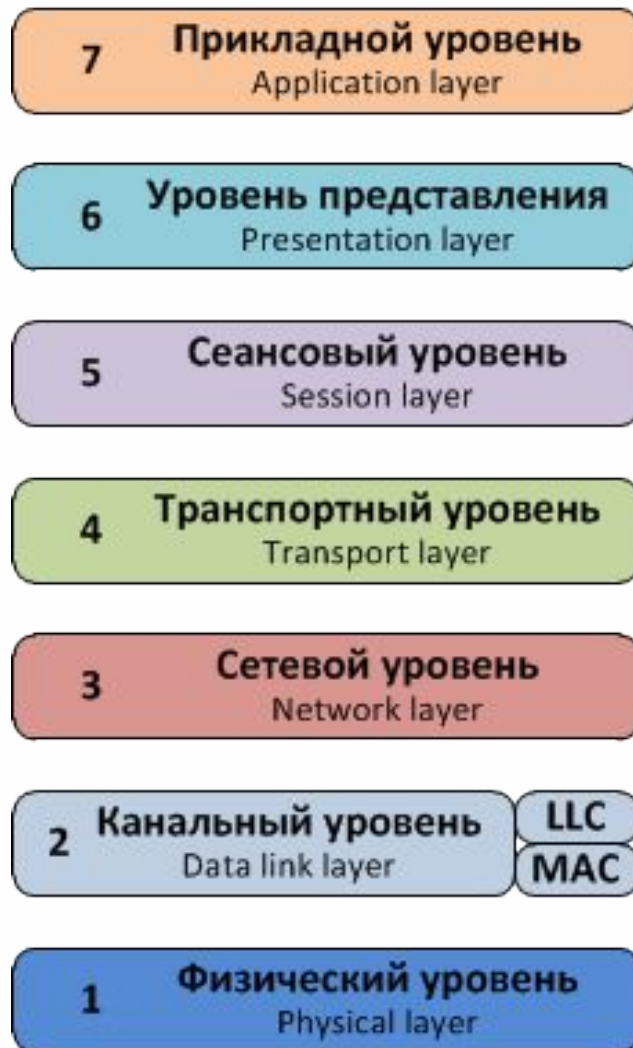 7 Прикладной уровень
Application layer
6 Уровень представления
Presentation layer
5 Сеансовый уровень
Session layer
4 Транспортный уровень
Transport layer
3 Сетевой уровень
Network layer
2 Канальный уровень
Data link layer
LLC
MAC
1 Физический уровень
Physical layer